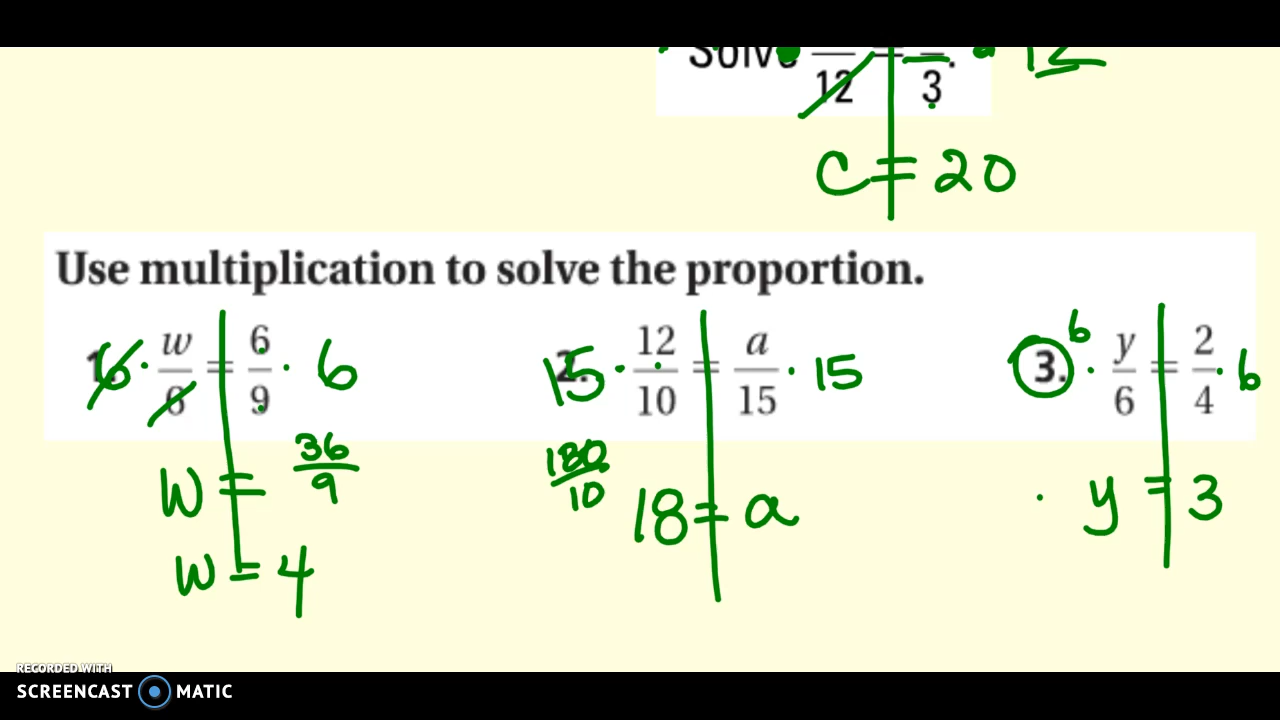 Solve — = — . • 12
12 3
c = 20
Use multiplication to solve the proportion.
1. 6 · w/6 = 6/9 · 6
2. 15 · 12/10 = a/15 · 15
3. 6 · y/6 = 2/4 · 6
w = 36/9
180/10
18 = a
y = 3
w = 4
RECORDED WITH
SCREENCAST MATIC